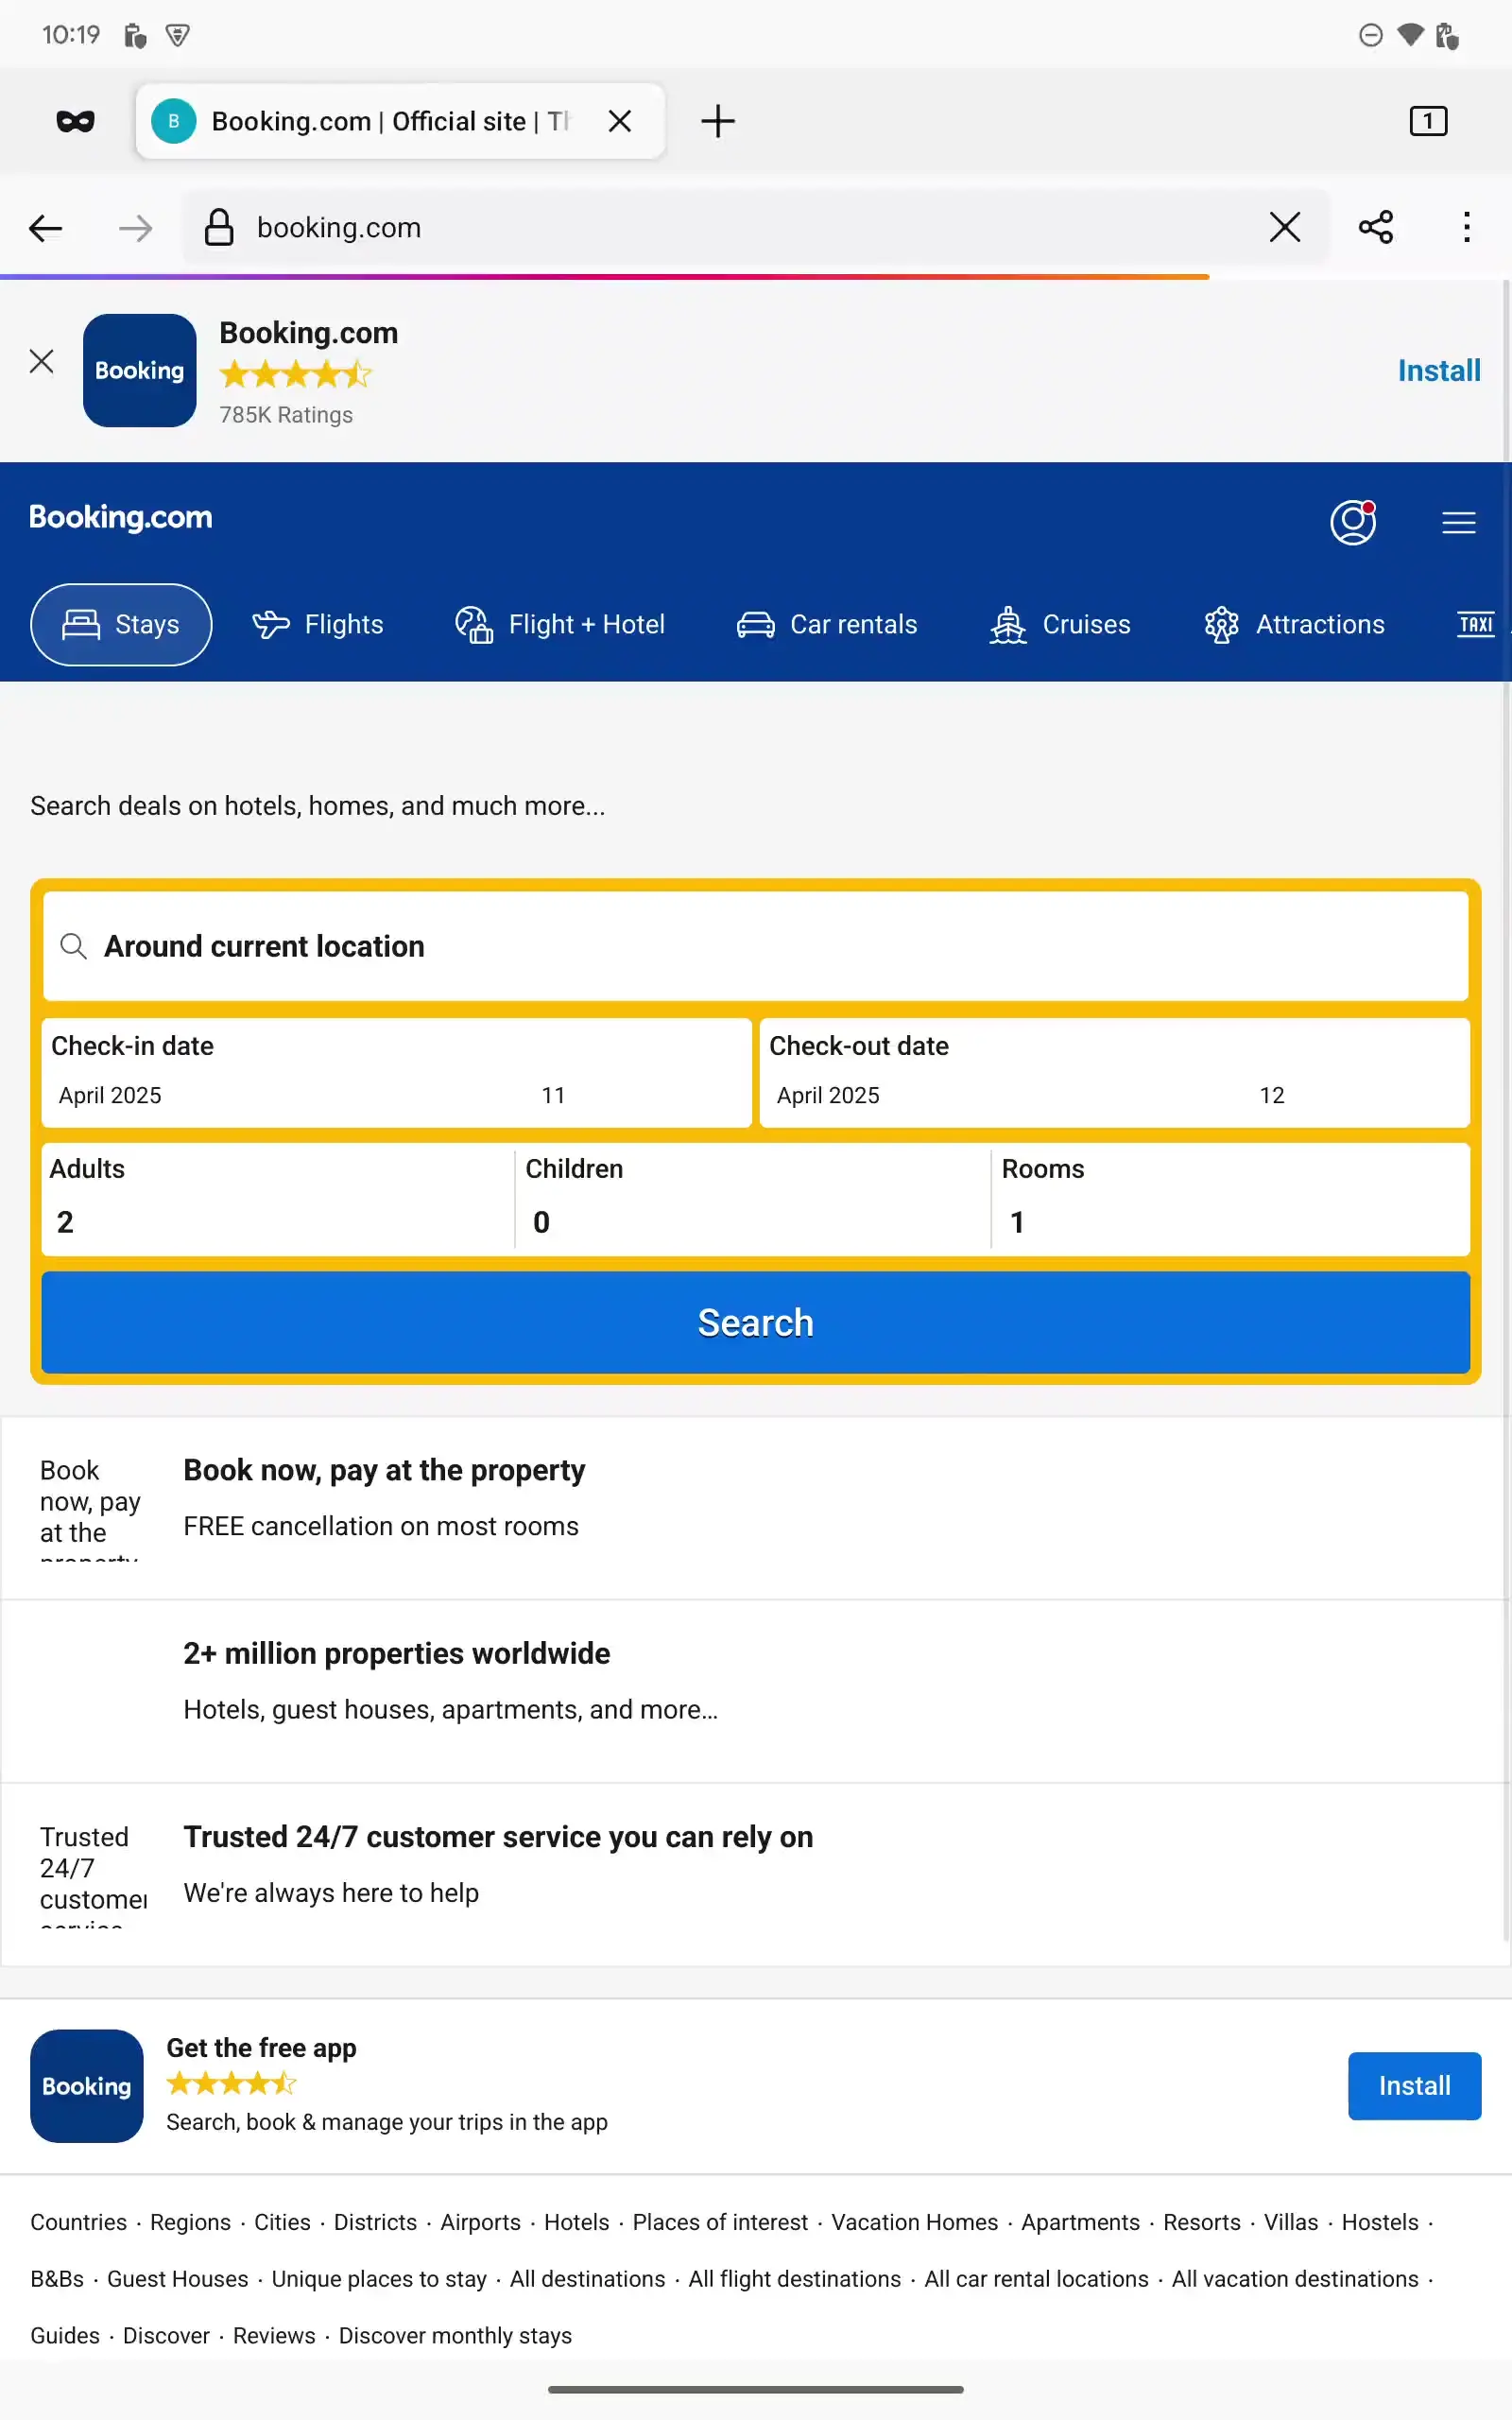 10:19
B
Booking.com | Official site | Th
1
booking.com
Booking
Booking.com
785K Ratings
Install
Booking.com
Stays
Flights
Flight + Hotel
Car rentals
Cruises
Attractions
TAXI
Search deals on hotels, homes, and much more...
Around current location
Check-in date
April 2025
11
Check-out date
April 2025
12
Adults
2
Children
0
Rooms
1
Search
Book
now, pay
at the
property
Book now, pay at the property
FREE cancellation on most rooms
2+ million properties worldwide
Hotels, guest houses, apartments, and more…
Trusted
24/7
customer
service
Trusted 24/7 customer service you can rely on
We're always here to help
Booking
Get the free app
Search, book & manage your trips in the app
Install
Countries · Regions · Cities · Districts · Airports · Hotels · Places of interest · Vacation Homes · Apartments · Resorts · Villas · Hostels ·
B&Bs · Guest Houses · Unique places to stay · All destinations · All flight destinations · All car rental locations · All vacation destinations ·
Guides · Discover · Reviews · Discover monthly stays